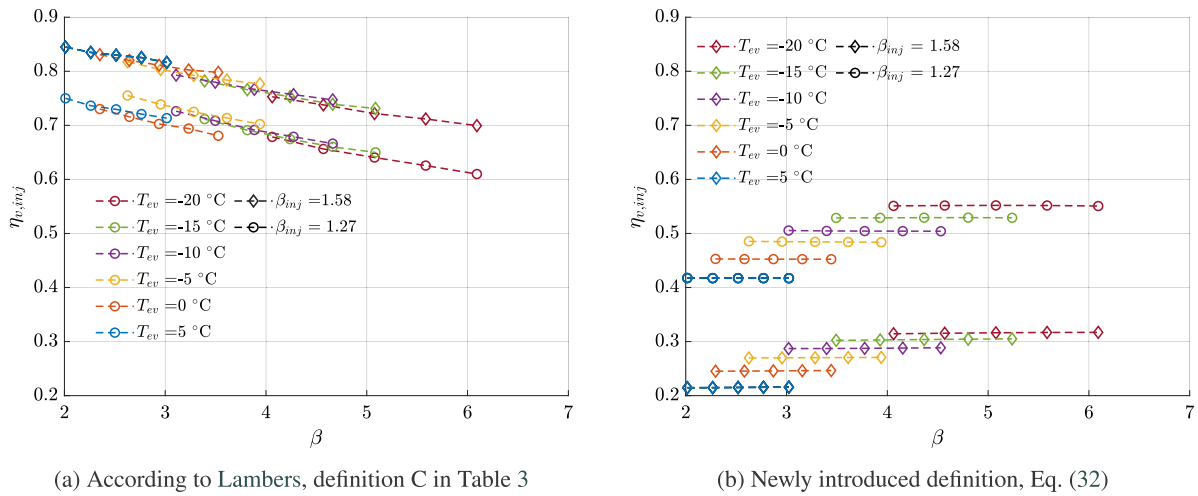 0.9
0.8
0.7
0.6
0.5
0.4
0.3
0.2
η_{v,inj}
2 3 4 5 6 7
β
T_{ev} =-20 °C β_{inj} =1.58
T_{ev} =-15 °C β_{inj} = 1.27
T_{ev} =-10 °C
T_{ev} =-5 °C
T_{ev} =0 °C
T_{ev} =5 °C
(a) According to Lambers, definition C in Table 3
0.9
0.8
0.7
0.6
0.5
0.4
0.3
0.2
η_{v,inj}
2 3 4 5 6 7
β
T_{ev} =-20 °C β_{inj} = 1.58
T_{ev} =-15 °C β_{inj} = 1.27
T_{ev} =-10 °C
T_{ev} =-5 °C
T_{ev} =0 °C
T_{ev} =5 °C
(b) Newly introduced definition, Eq. (32)